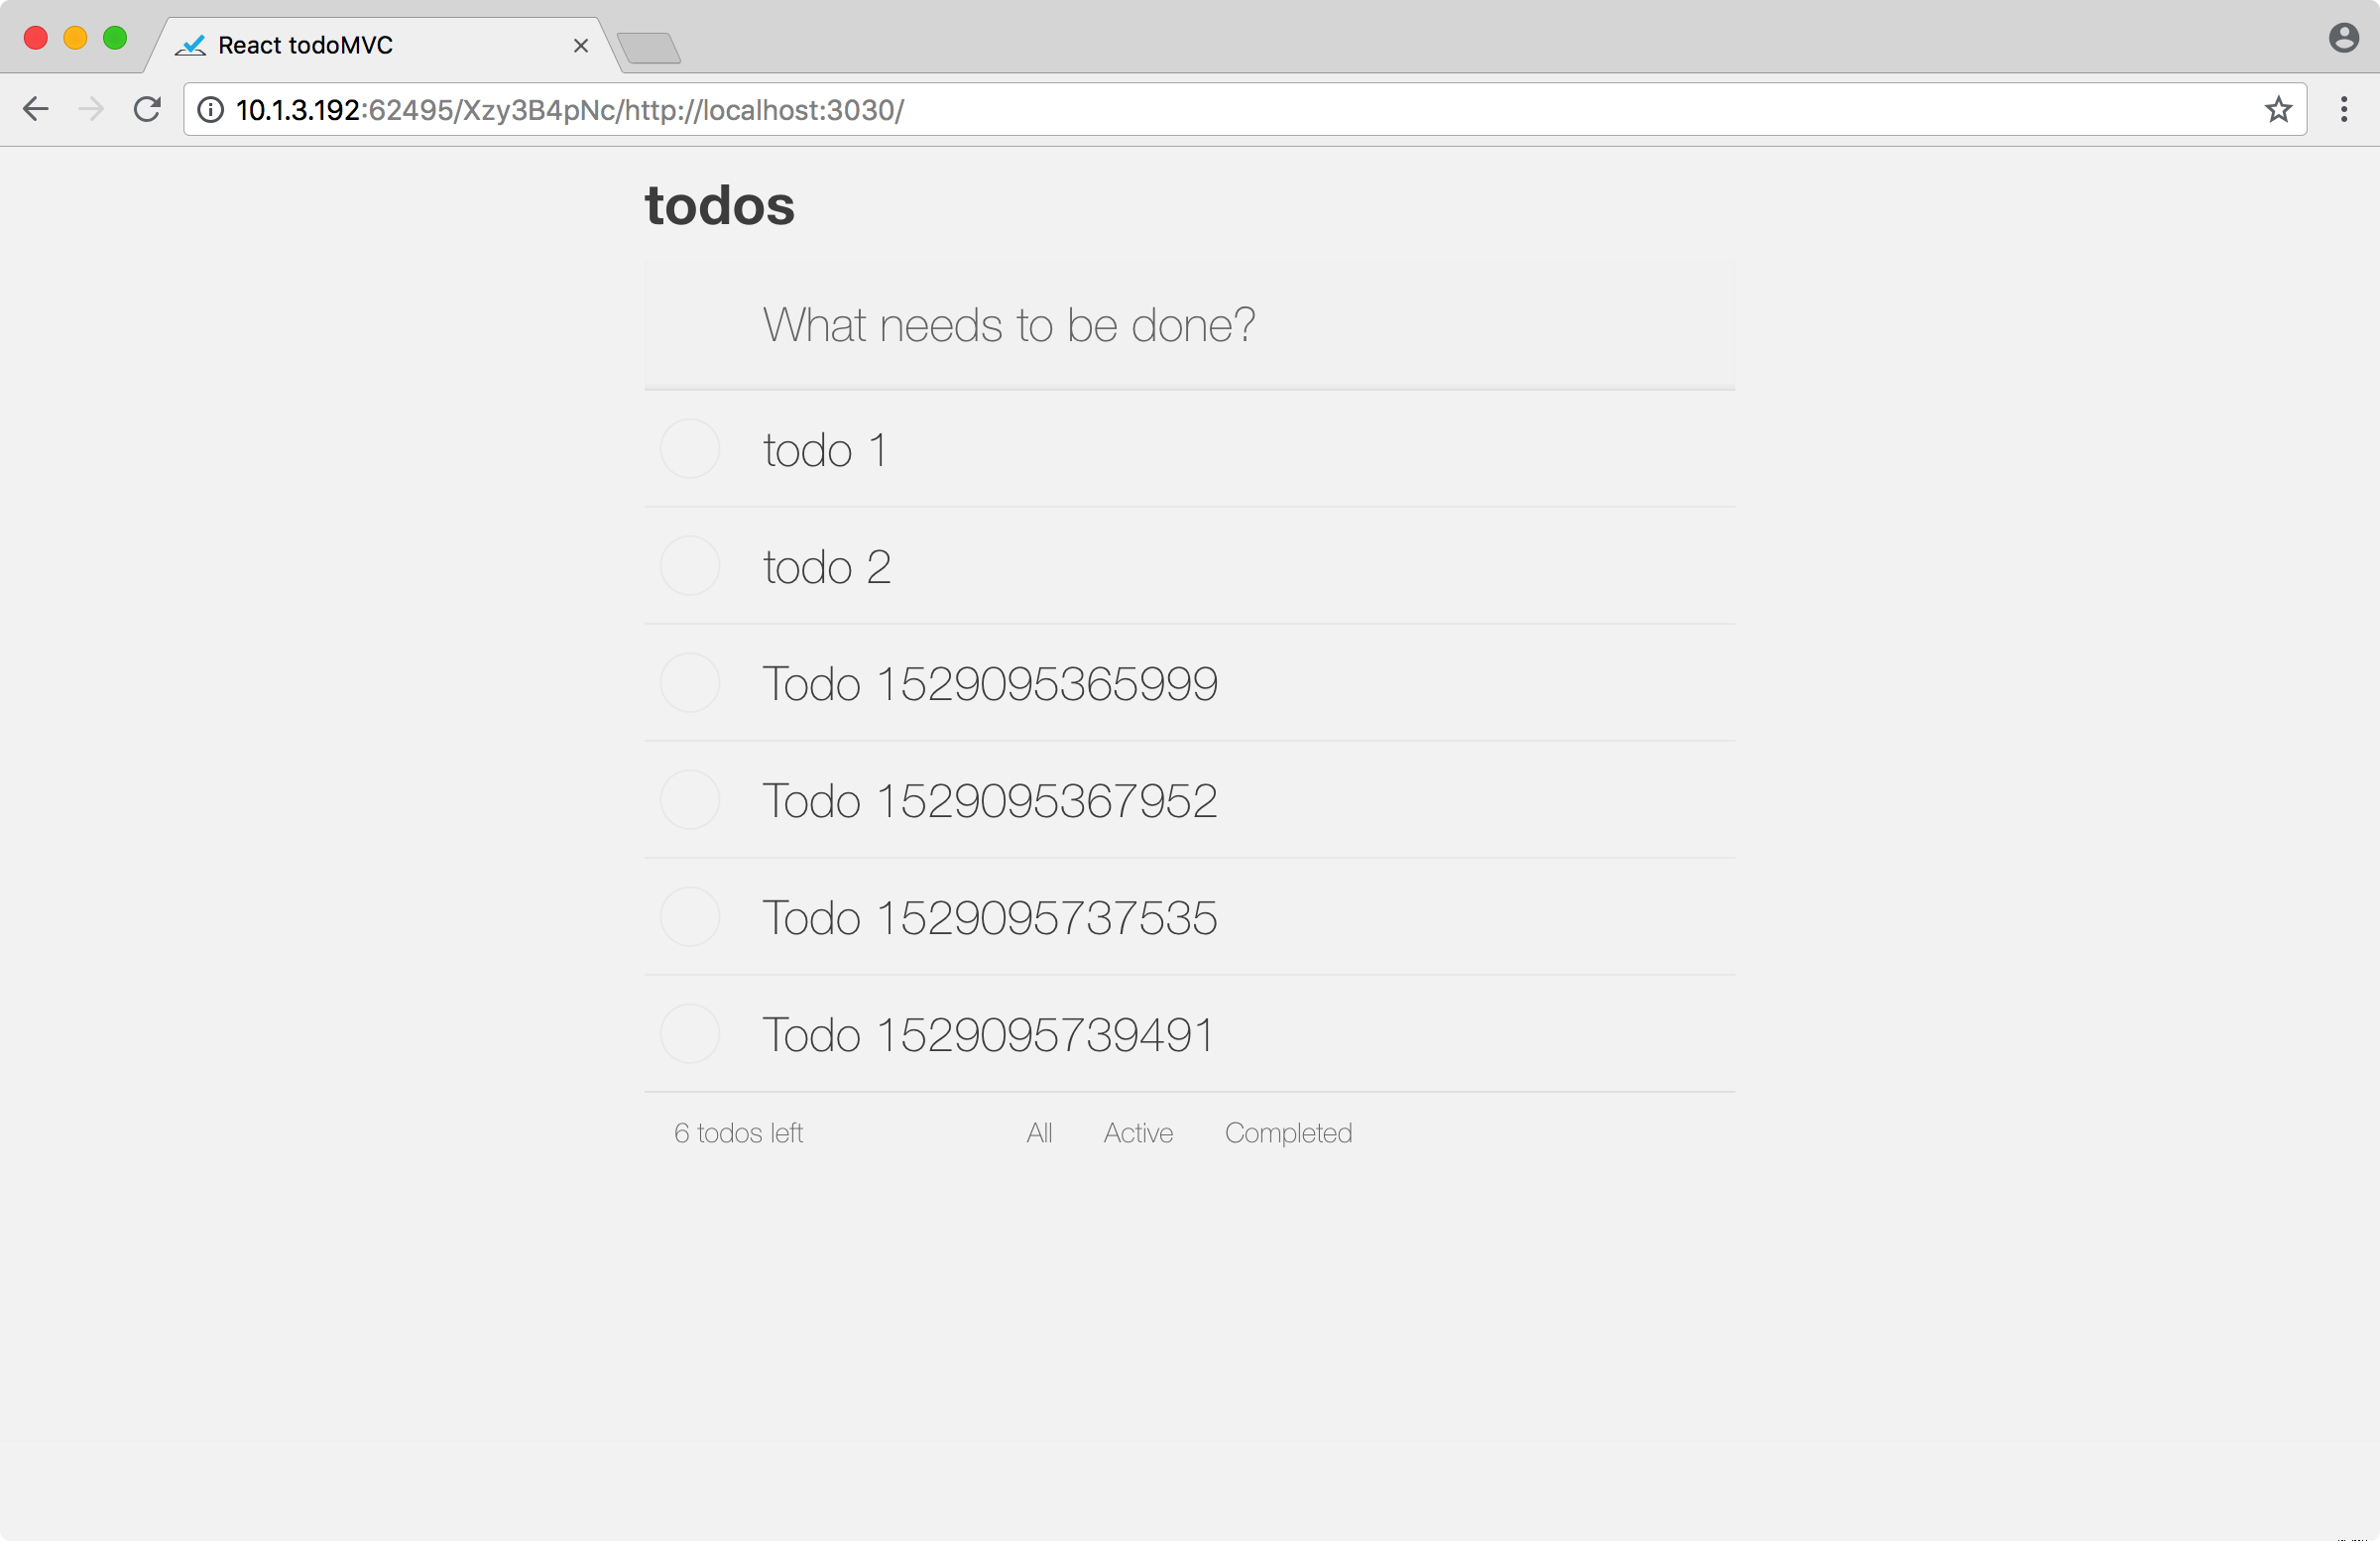 React todoMVC
10.1.3.192:62495/Xzy3B4pNc/http://localhost:3030/
todos
What needs to be done?
todo 1
todo 2
Todo 1529095365999
Todo 1529095367952
Todo 1529095737535
Todo 1529095739491
6 todos left All Active Completed